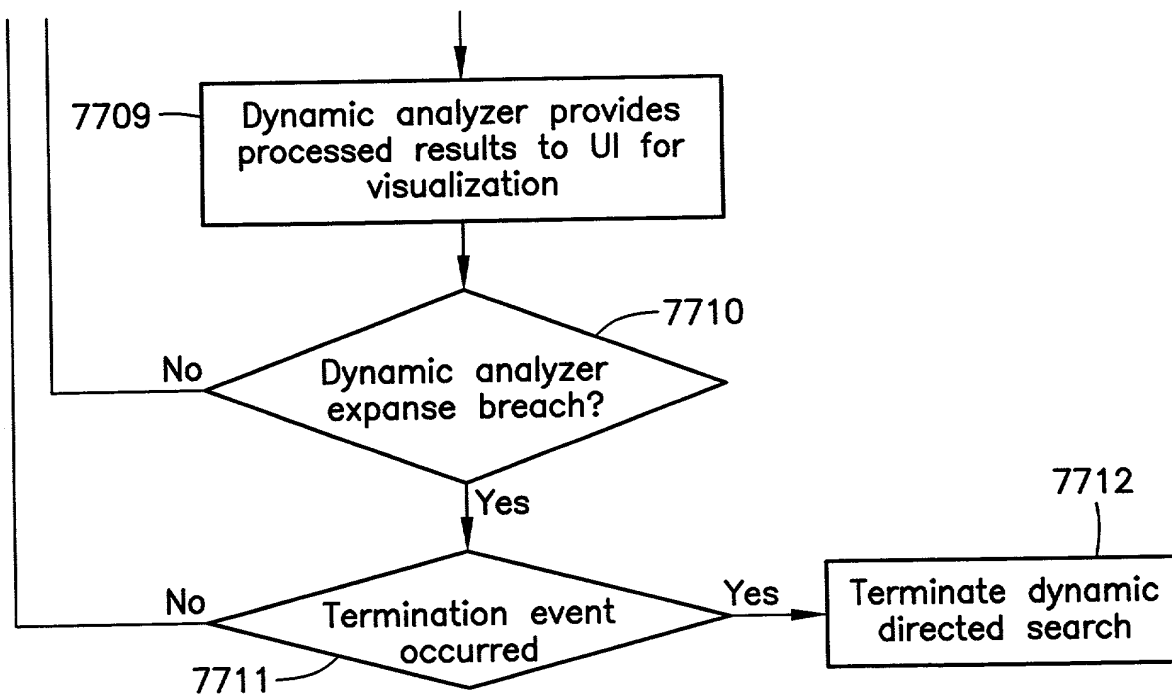 7709
Dynamic analyzer provides
processed results to UI for
visualization
7710
No
Dynamic analyzer
expanse breach?
Yes
7712
No
Termination event
occurred
Yes
Terminate dynamic
directed search
7711